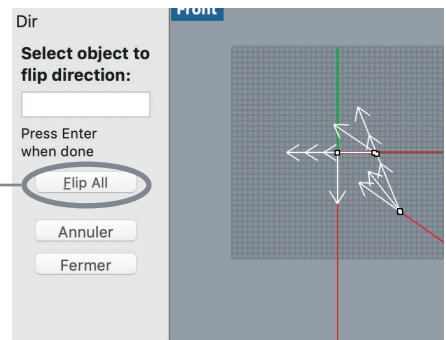 Dir
Front
Select object to
flip direction:
Press Enter
when done
Flip All
Annuler
Fermer